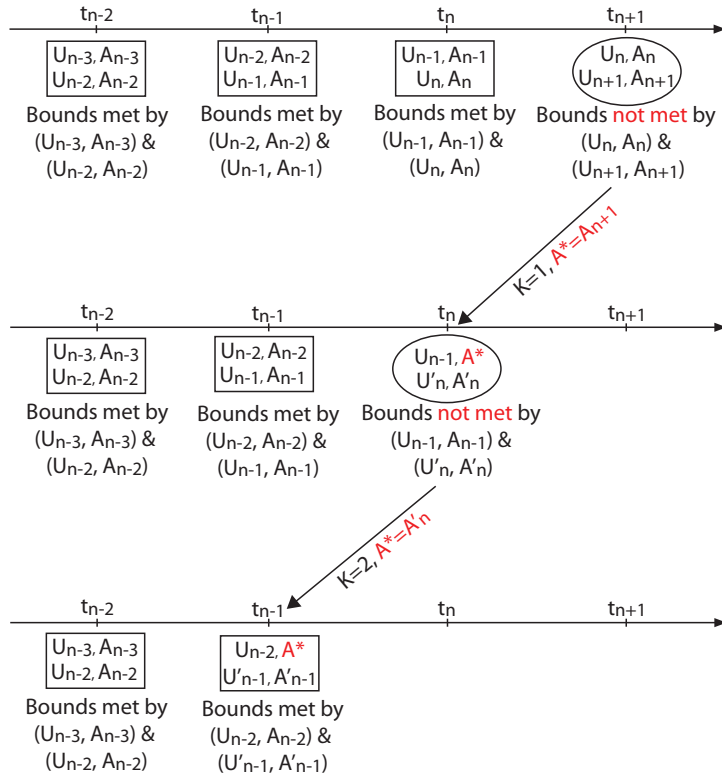 tn-2 tn-1 tn tn+1
Un-3, An-3 Un-2, An-2 Un-1, An-1 Un, An
Un-2, An-2 Un-1, An-1 Un, An Un+1, An+1
Bounds met by Bounds met by Bounds met by Bounds not met by
(Un-3, An-3) & (Un-2, An-2) & (Un-1, An-1) & (Un, An) &
(Un-2, An-2) (Un-1, An-1) (Un, An) (Un+1, An+1)
K=1, A*=An+1
tn-2 tn-1 tn tn+1
Un-3, An-3 Un-2, An-2 Un-1, A*
Un-2, An-2 Un-1, An-1 U'n, A'n
Bounds met by Bounds met by Bounds not met by
(Un-3, An-3) & (Un-2, An-2) & (Un-1, An-1) &
(Un-2, An-2) (Un-1, An-1) (U'n, A'n)
K=2, A*=A'n
tn-2 tn-1 tn tn+1
Un-3, An-3 Un-2, A*
Un-2, An-2 U'n-1, A'n-1
Bounds met by Bounds met by
(Un-3, An-3) & (Un-2, An-2) &
(Un-2, An-2) (U'n-1, A'n-1)